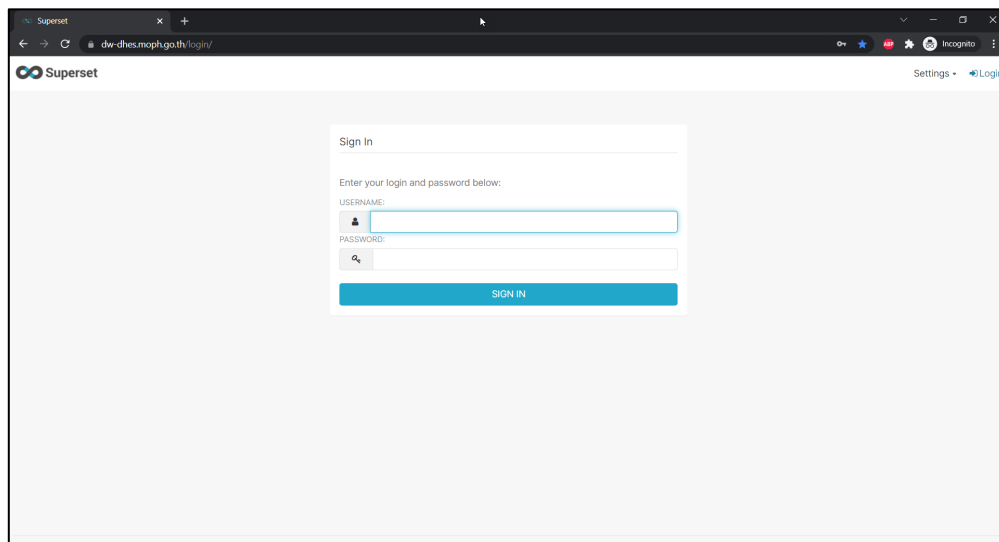 Superset
dw-dhes.moph.go.th/login/
ABP
Incognito
Superset
Settings
Login
Sign In
Enter your login and password below:
USERNAME:
PASSWORD:
SIGN IN